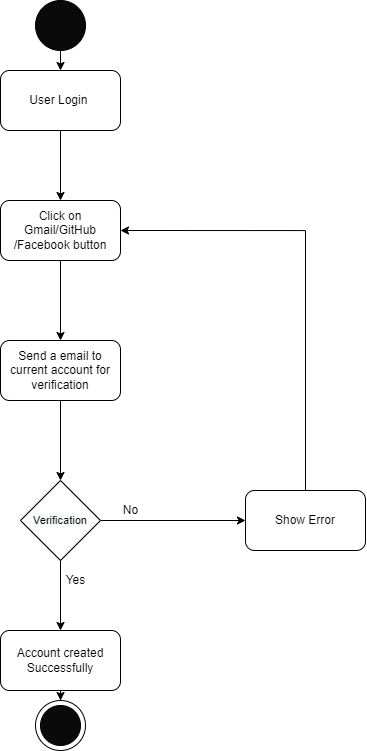 User Login
Click on
Gmail/GitHub
/Facebook button
Send a email to
current account for
verification
Verification
No
Show Error
Yes
Account created
Successfully